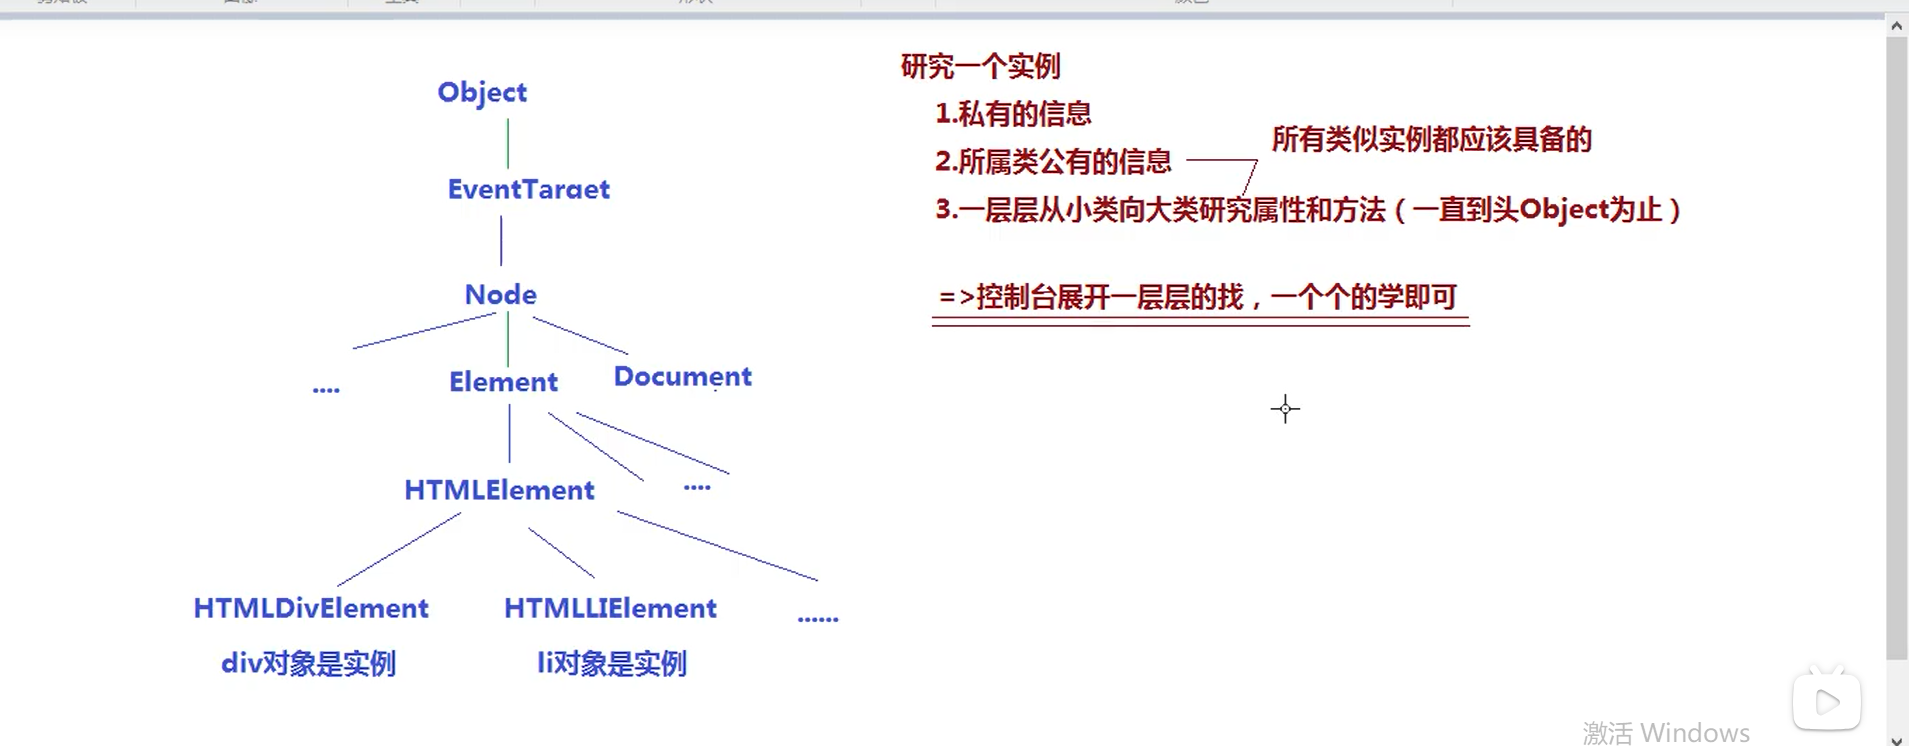 研究一个实例
Object
1.私有的信息
所有类似实例都应该具备的
2.所属类公有的信息
EventTarget
3.一层层从小类向大类研究属性和方法（一直到头Object为止）
Node
=>控制台展开一层层的找，一个个的学即可
....
Element
Document
HTMLElement
....
HTMLDivElement
HTMLLIElement
......
div对象是实例
li对象是实例
激活 Windows